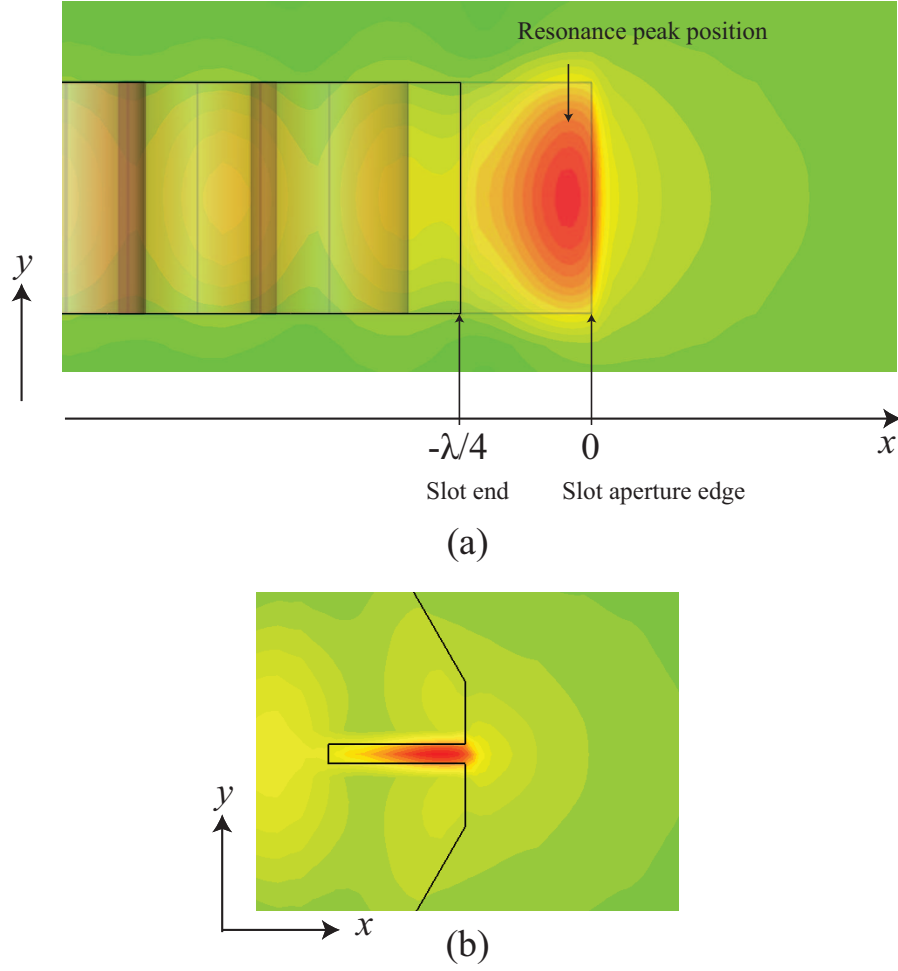 Resonance peak position
y
-λ/4
0
x
Slot end
Slot aperture edge
(a)
y
x
(b)